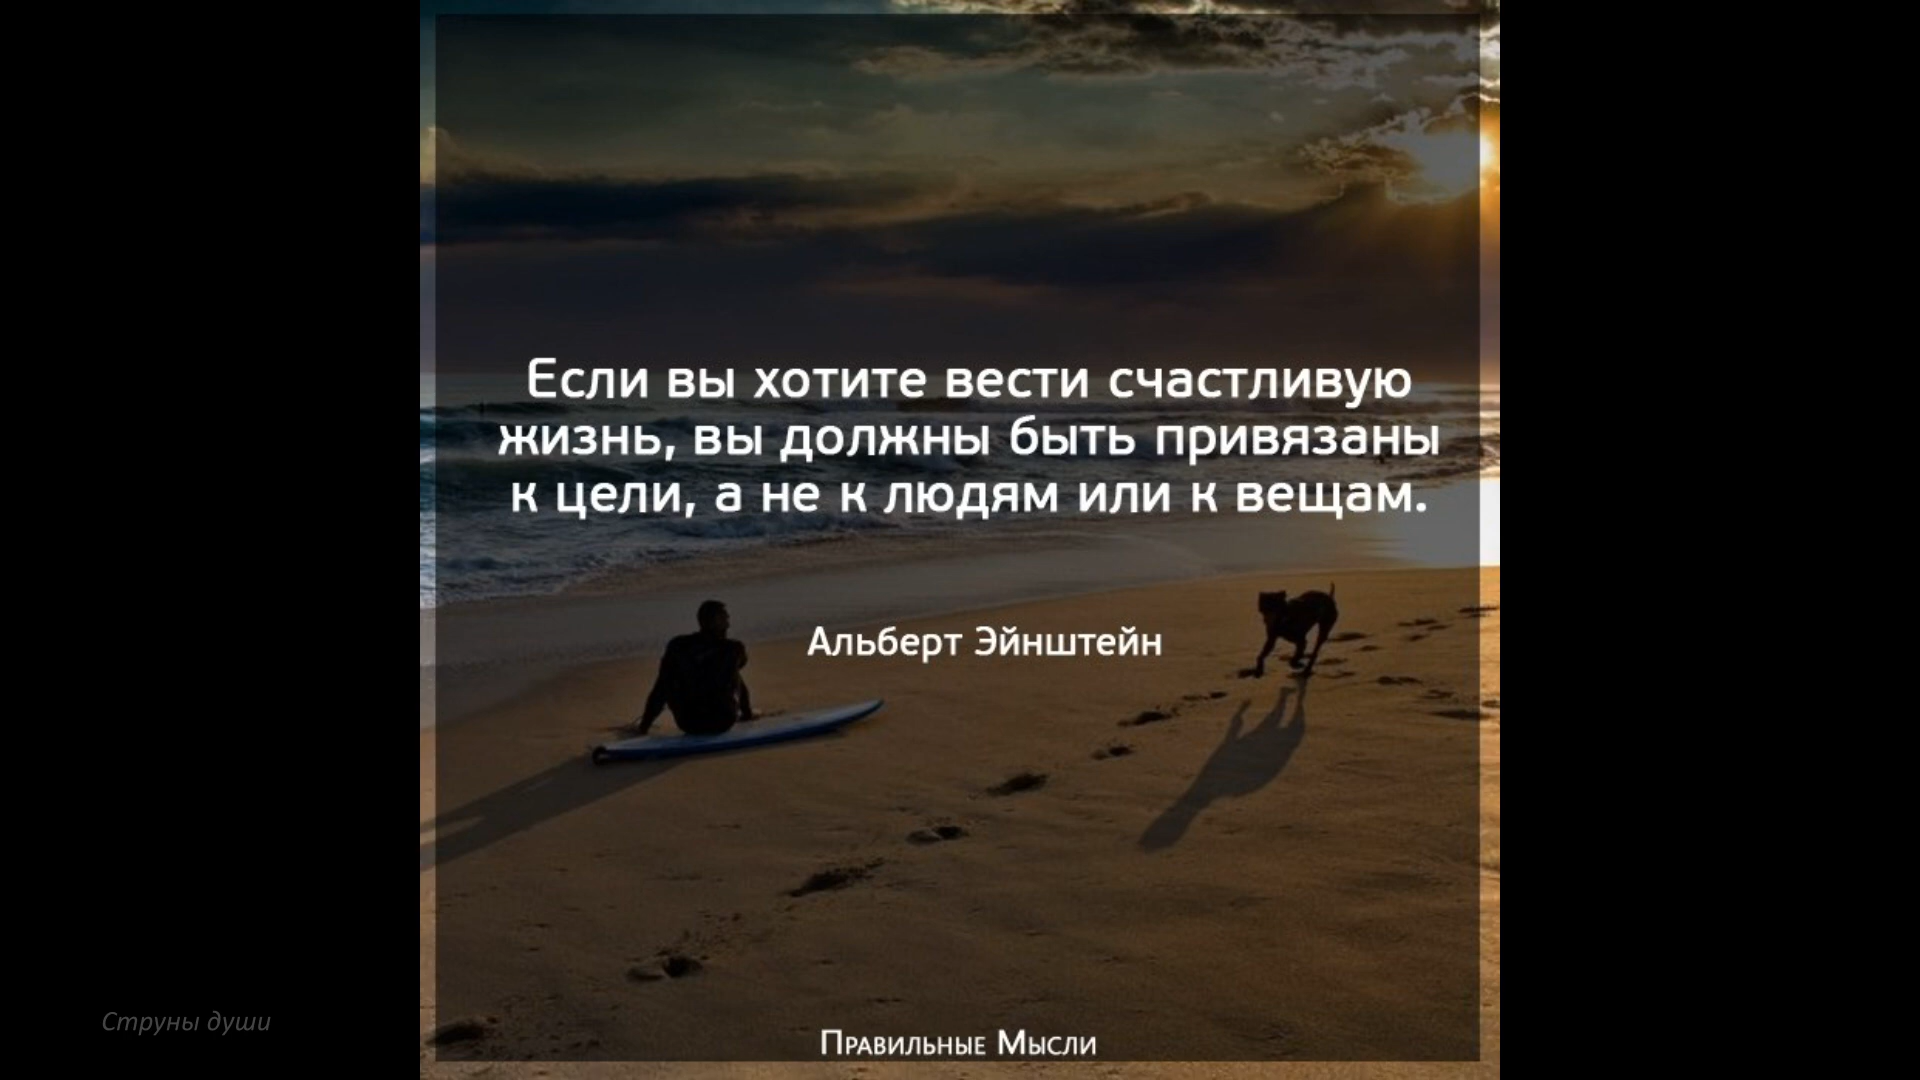 Если вы хотите вести счастливую
жизнь, вы должны быть привязаны
к цели, а не к людям или к вещам.
Альберт Эйнштейн
Струны души
Правильные Мысли